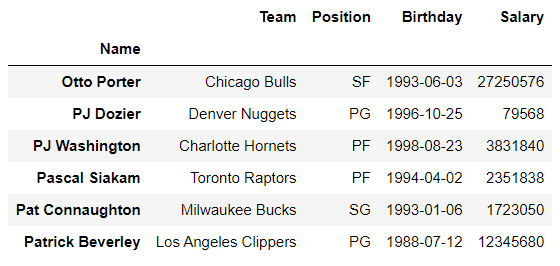 Team Position Birthday Salary
Name
Otto Porter Chicago Bulls SF 1993-06-03 27250576
PJ Dozier Denver Nuggets PG 1996-10-25 79568
PJ Washington Charlotte Hornets PF 1998-08-23 3831840
Pascal Siakam Toronto Raptors PF 1994-04-02 2351838
Pat Connaughton Milwaukee Bucks SG 1993-01-06 1723050
Patrick Beverley Los Angeles Clippers PG 1988-07-12 12345680